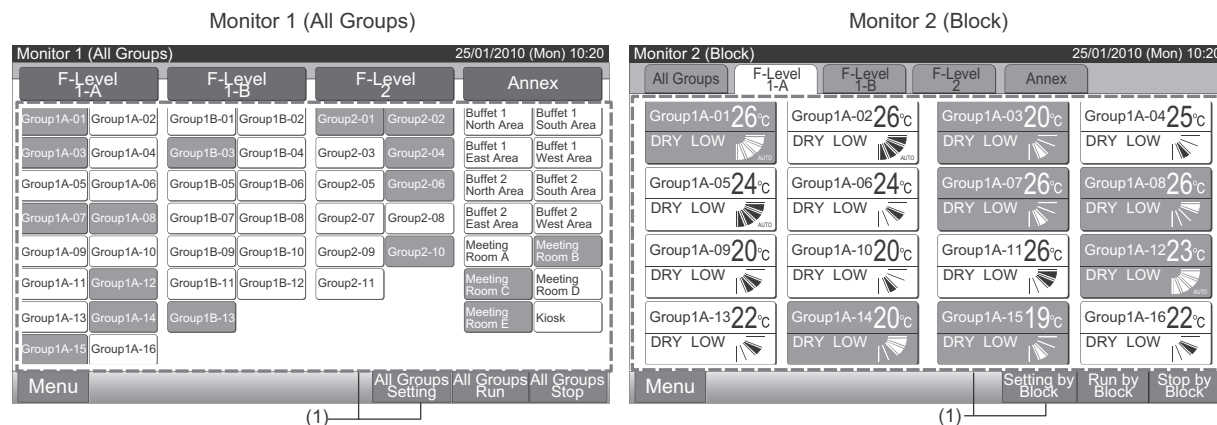 Monitor 1 (All Groups)
Monitor 1 (All Groups) 25/01/2010 (Mon) 10:20
F-Level 1-A
F-Level 1-B
F-Level 2
Annex
Group1A-01 Group1A-02 Group1B-01 Group1B-02 Group2-01 Group2-02 Buffet 1 North Area Buffet 1 South Area
Group1A-03 Group1A-04 Group1B-03 Group1B-04 Group2-03 Group2-04 Buffet 1 East Area Buffet 1 West Area
Group1A-05 Group1A-06 Group1B-05 Group1B-06 Group2-05 Group2-06 Buffet 2 North Area Buffet 2 South Area
Group1A-07 Group1A-08 Group1B-07 Group1B-08 Group2-07 Group2-08 Buffet 2 East Area Buffet 2 West Area
Group1A-09 Group1A-10 Group1B-09 Group1B-10 Group2-09 Group2-10 Meeting Room A Meeting Room B
Group1A-11 Group1A-12 Group1B-11 Group1B-12 Group2-11 Meeting Room C Meeting Room D
Group1A-13 Group1A-14 Group1B-13 Meeting Room E Kiosk
Group1A-15 Group1A-16
Menu
All Groups Setting
All Groups Run
All Groups Stop
(1)
Monitor 2 (Block)
Monitor 2 (Block) 25/01/2010 (Mon) 10:20
All Groups
F-Level 1-A
F-Level 1-B
F-Level 2
Annex
Group1A-01 26°C Group1A-02 26°C Group1A-03 20°C Group1A-04 25°C
DRY LOW AUTO DRY LOW AUTO DRY LOW DRY LOW
Group1A-05 24°C Group1A-06 24°C Group1A-07 26°C Group1A-08 26°C
DRY LOW AUTO DRY LOW DRY LOW DRY LOW
Group1A-09 20°C Group1A-10 20°C Group1A-11 26°C Group1A-12 23°C
DRY LOW DRY LOW DRY LOW DRY LOW AUTO
Group1A-13 22°C Group1A-14 20°C Group1A-15 19°C Group1A-16 22°C
DRY LOW DRY LOW DRY LOW DRY LOW
Menu
Setting by Block
Run by Block
Stop by Block
(1)